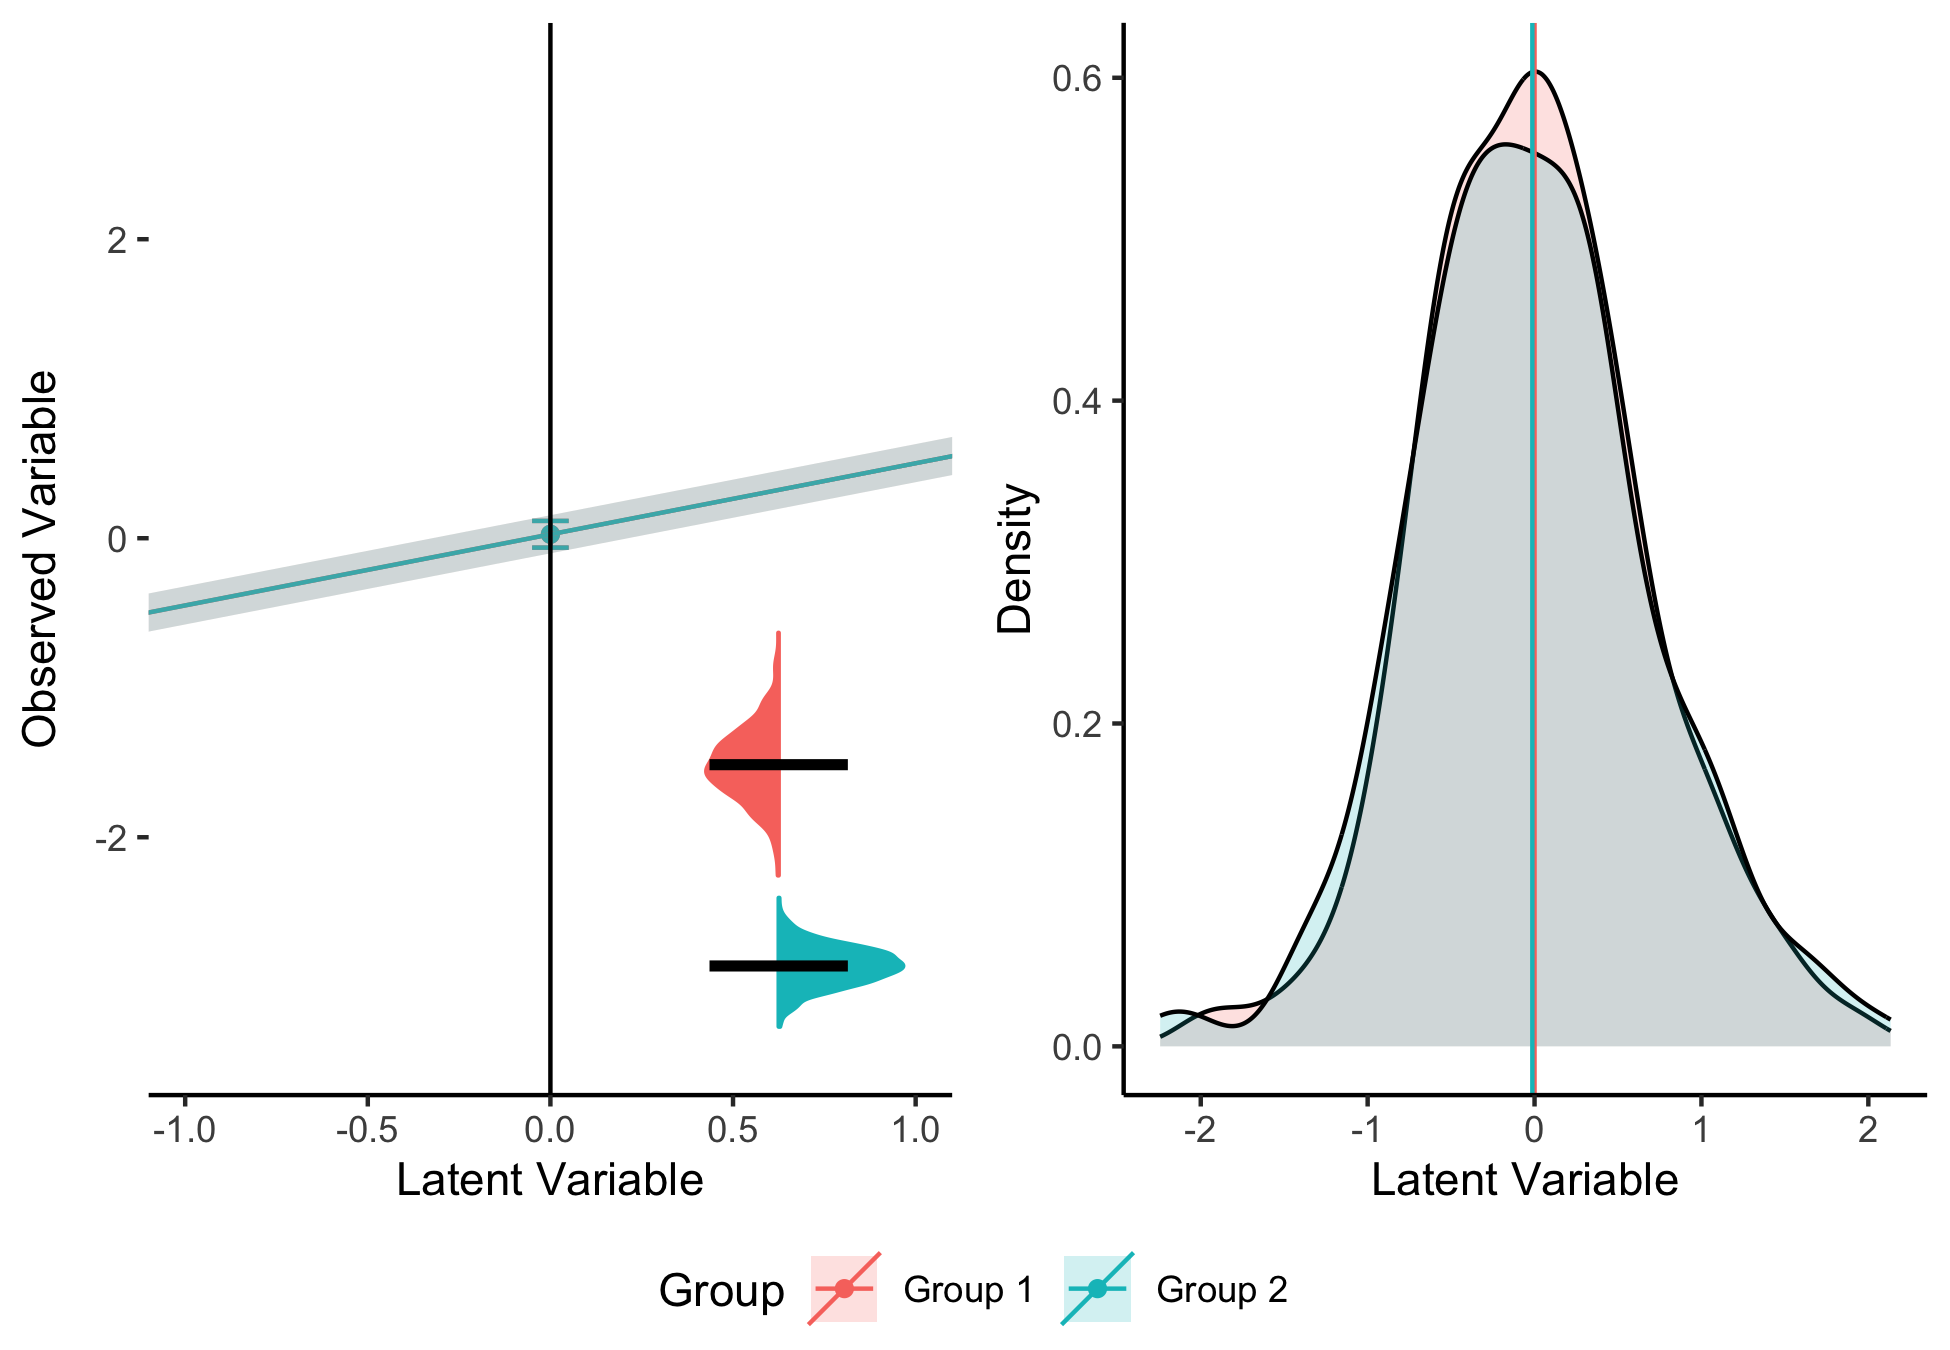 Observed Variable
2
0
-2
-1.0 -0.5 0.0 0.5 1.0
Latent Variable
Density
0.6
0.4
0.2
0.0
-2 -1 0 1 2
Latent Variable
Group Group 1 Group 2